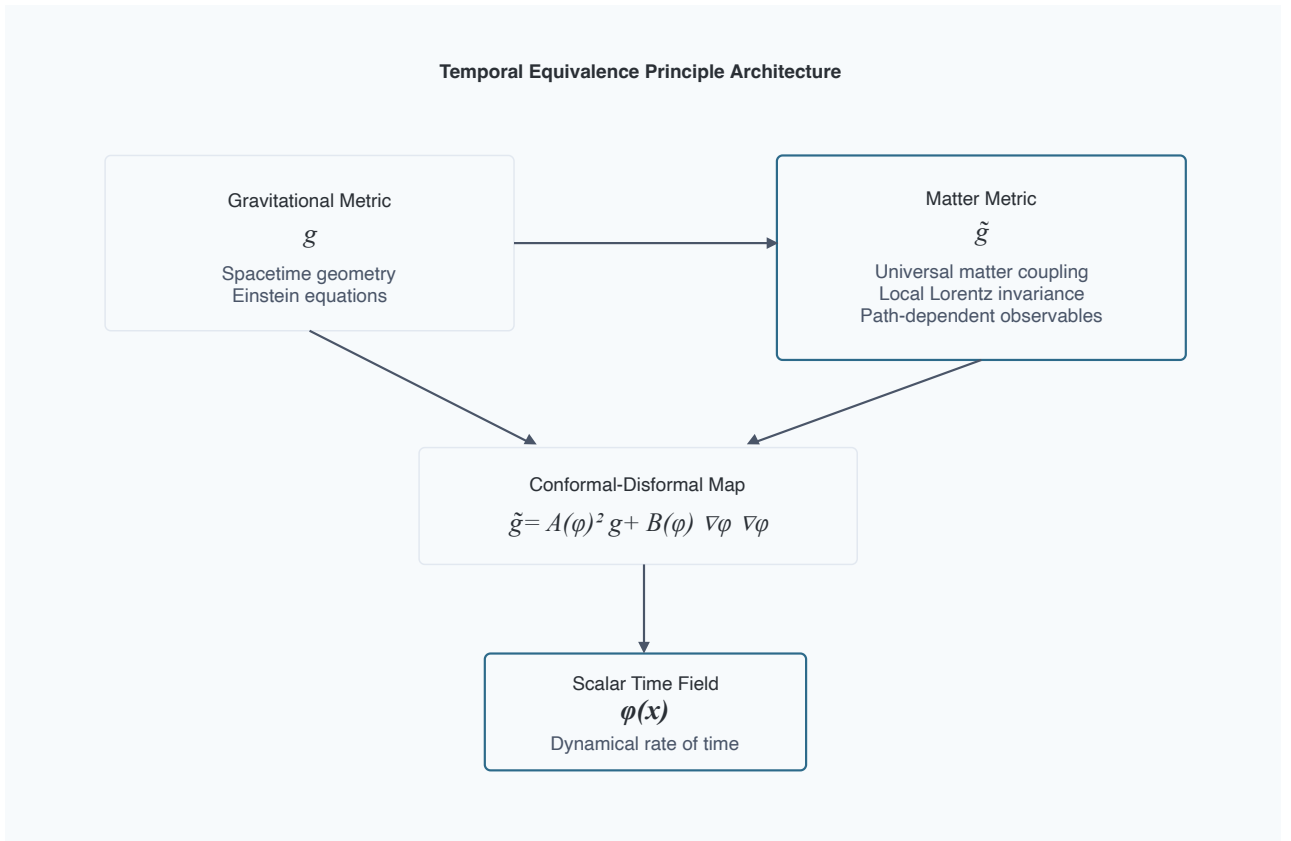 Temporal Equivalence Principle Architecture
Gravitational Metric
g
Spacetime geometry
Einstein equations
Matter Metric
g̃
Universal matter coupling
Local Lorentz invariance
Path-dependent observables
Conformal-Disformal Map
g̃= A(φ)² g+ B(φ) ∇φ ∇φ
Scalar Time Field
φ(x)
Dynamical rate of time